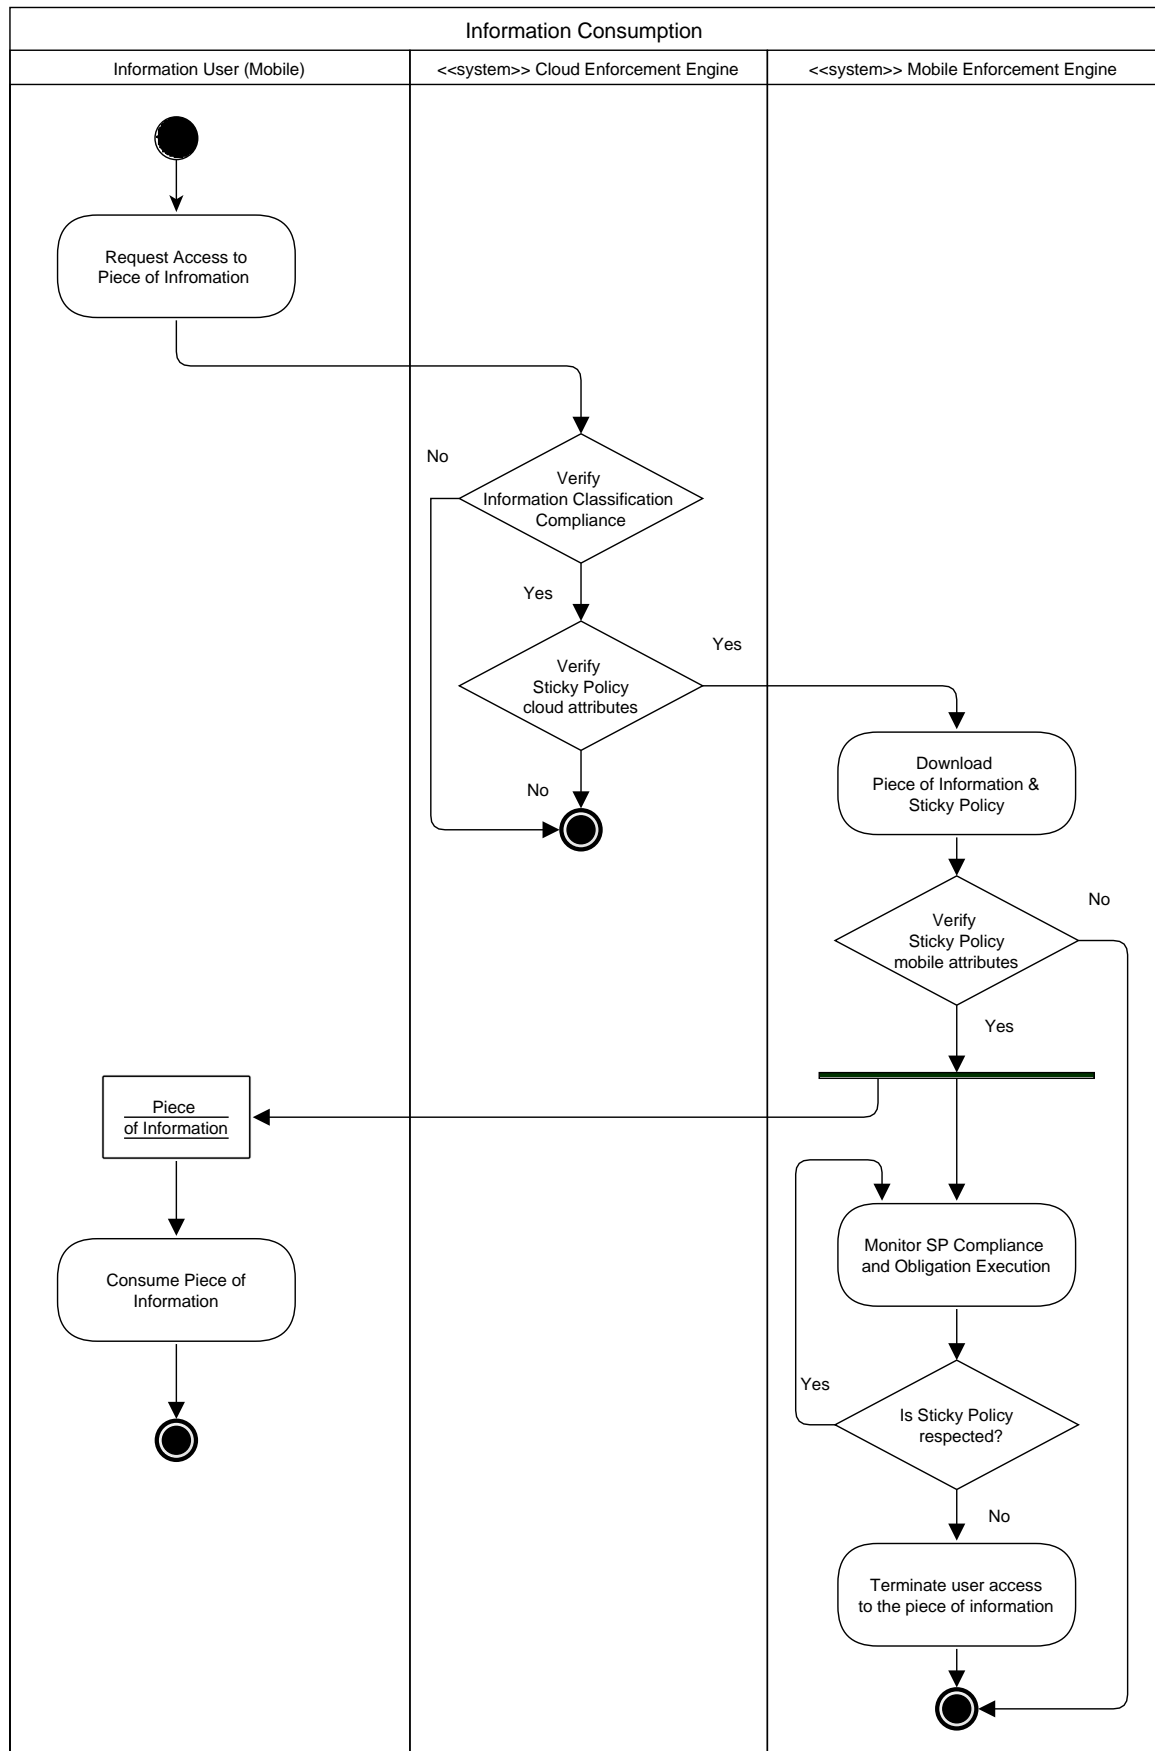 Information Consumption
Information User (Mobile)
<<system>> Cloud Enforcement Engine
<<system>> Mobile Enforcement Engine
Request Access to
Piece of Infromation
No
Verify
Information Classification
Compliance
Yes
Verify
Sticky Policy
cloud attributes
Yes
No
Download
Piece of Information &
Sticky Policy
Verify
Sticky Policy
mobile attributes
No
Yes
Piece
of Information
Consume Piece of
Information
Monitor SP Compliance
and Obligation Execution
Yes
Is Sticky Policy
respected?
No
Terminate user access
to the piece of information